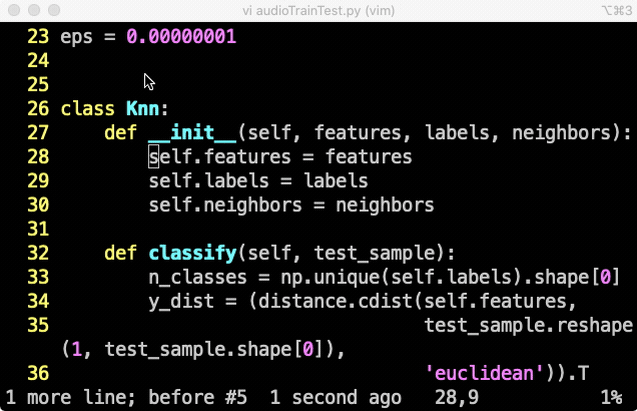 vi audioTrainTest.py (vim)
⌥⌘3
23 eps = 0.00000001
24
25
26 class Knn:
27     def __init__(self, features, labels, neighbors):
28         self.features = features
29         self.labels = labels
30         self.neighbors = neighbors
31
32     def classify(self, test_sample):
33         n_classes = np.unique(self.labels).shape[0]
34         y_dist = (distance.cdist(self.features,
35                                  test_sample.reshape
(1, test_sample.shape[0]),
36                                  'euclidean')).T
1 more line; before #5  1 second ago   28,9           1%